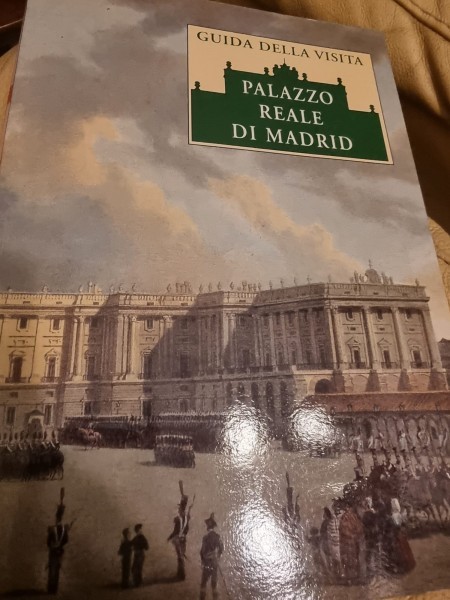 GUIDA DELLA VISITA
PALAZZO
REALE
DI MADRID